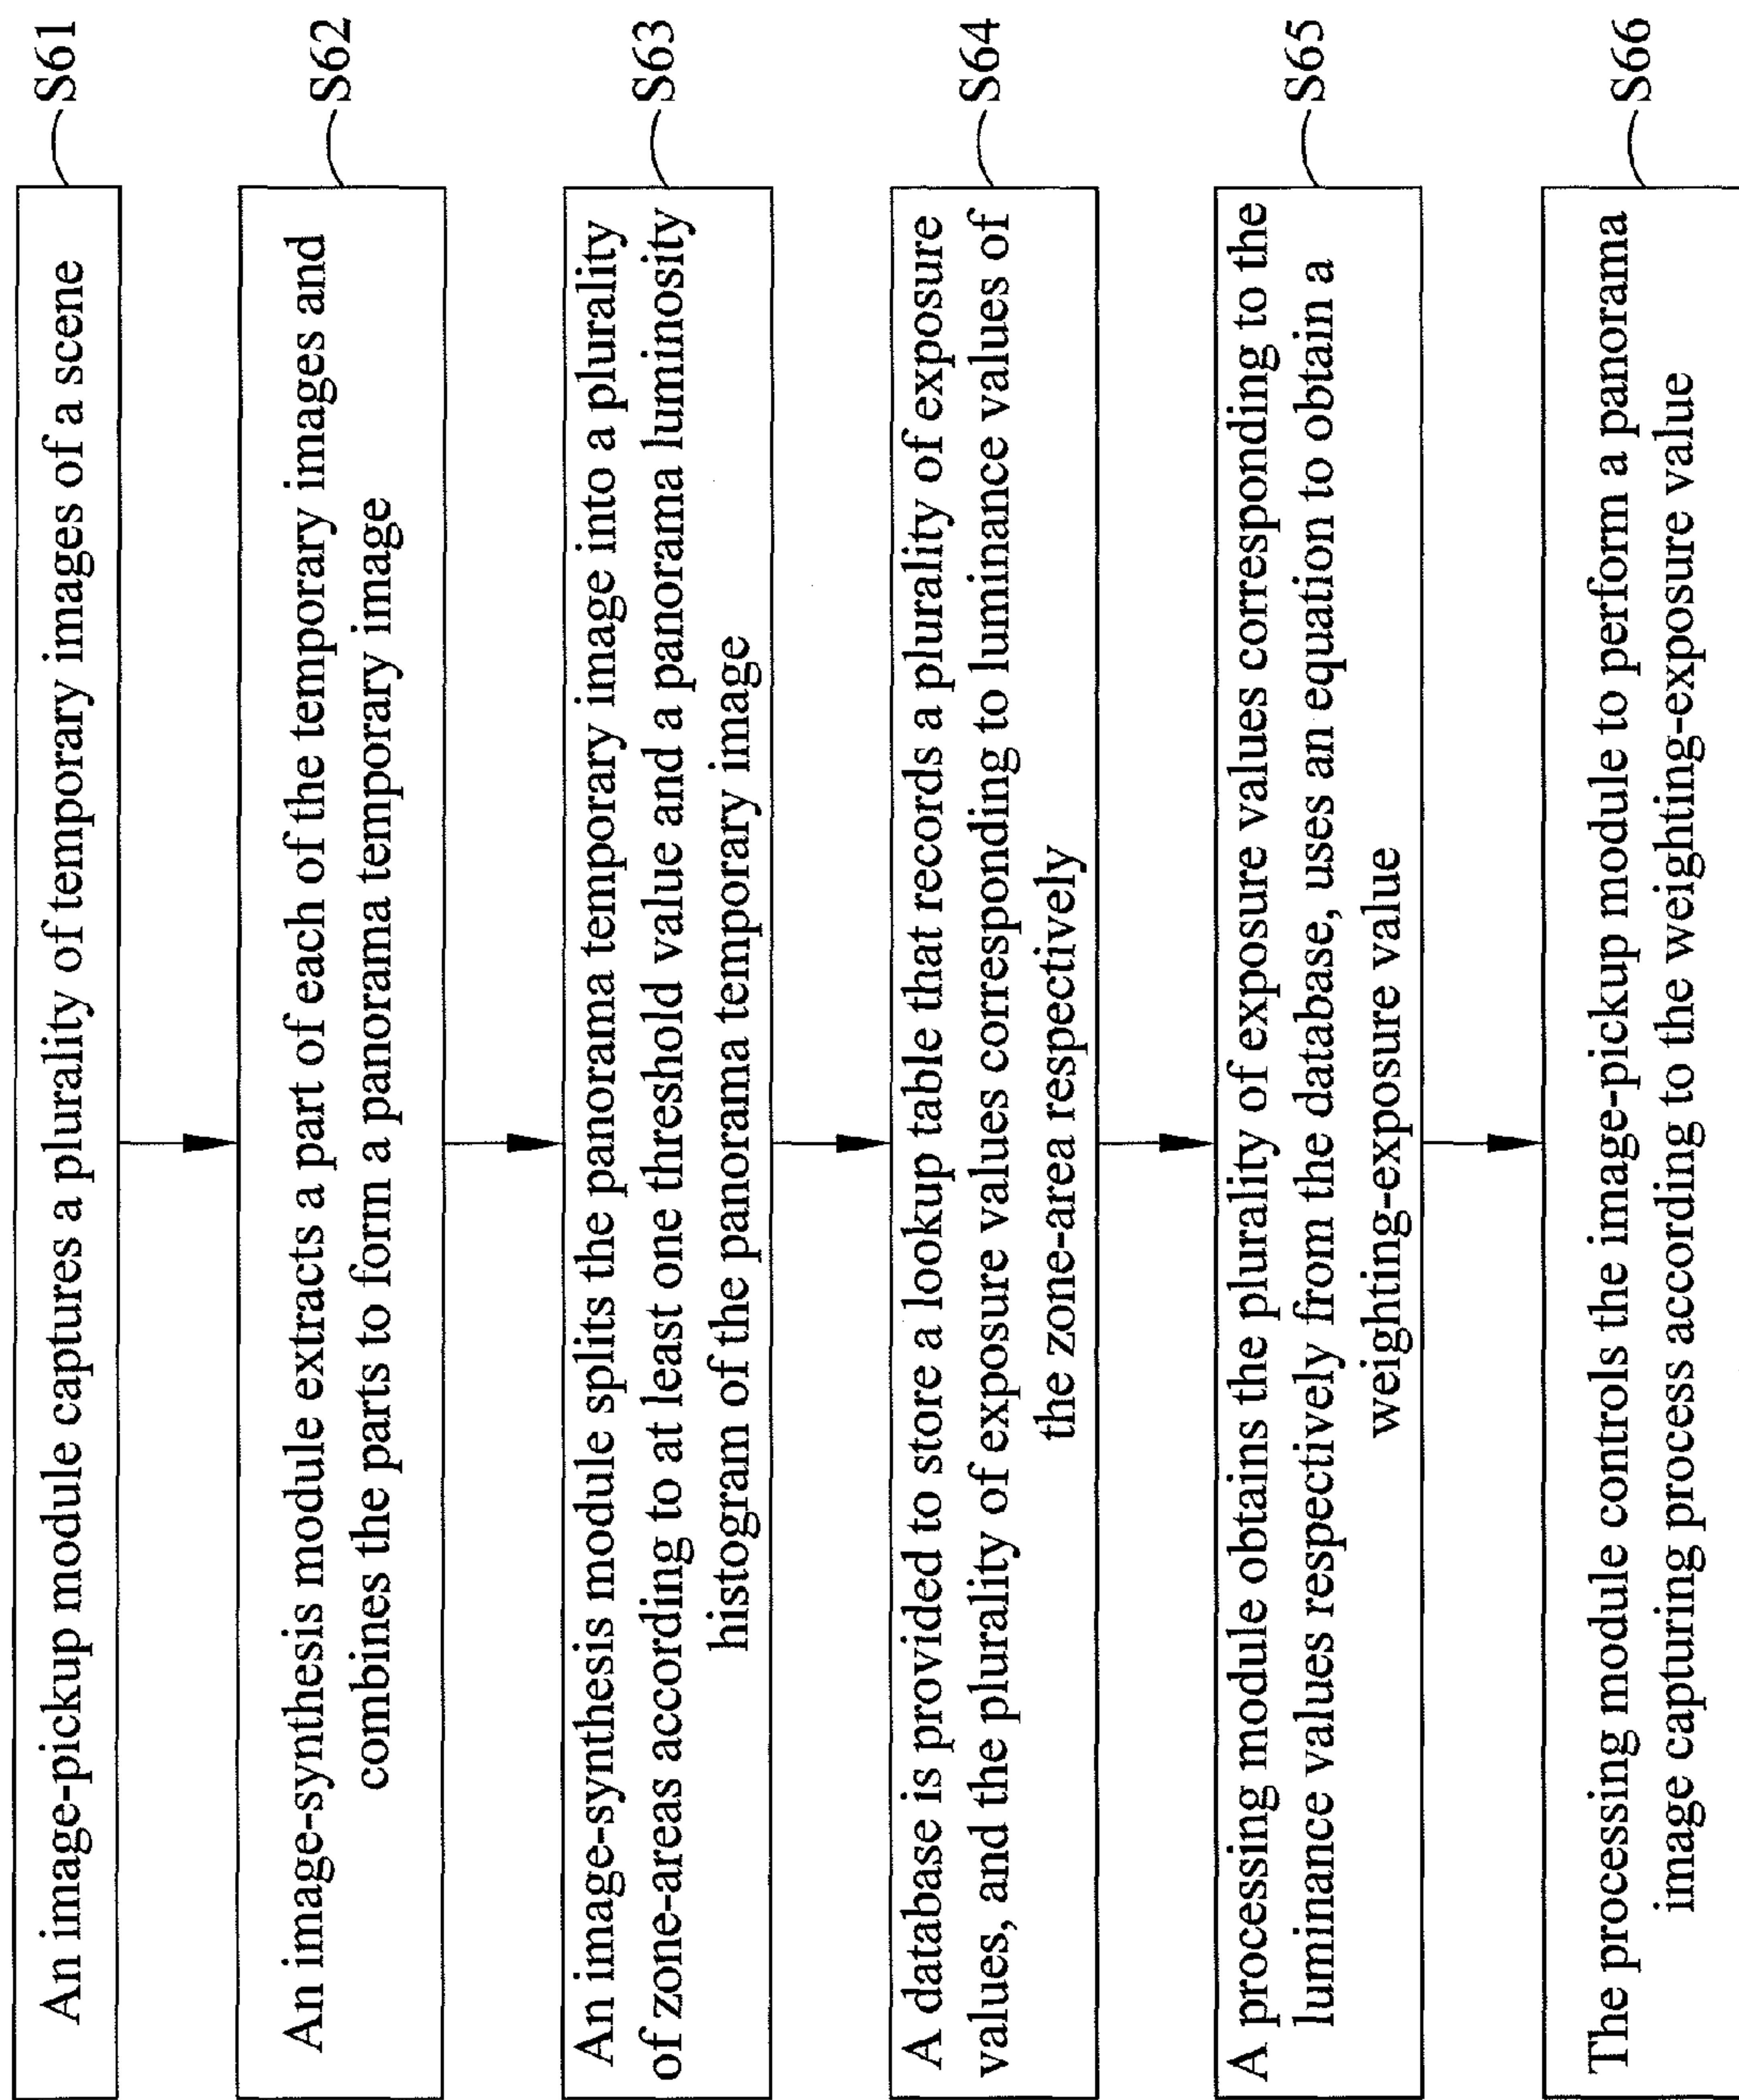 An image-pickup module captures a plurality of temporary images of a scene
S61
An image-synthesis module extracts a part of each of the temporary images and
combines the parts to form a panorama temporary image
S62
An image-synthesis module splits the panorama temporary image into a plurality
of zone-areas according to at least one threshold value and a panorama luminosity
histogram of the panorama temporary image
S63
A database is provided to store a lookup table that records a plurality of exposure
values, and the plurality of exposure values corresponding to luminance values of
the zone-area respectively
S64
A processing module obtains the plurality of exposure values corresponding to the
luminance values respectively from the database, uses an equation to obtain a
weighting-exposure value
S65
The processing module controls the image-pickup module to perform a panorama
image capturing process according to the weighting-exposure value
S66